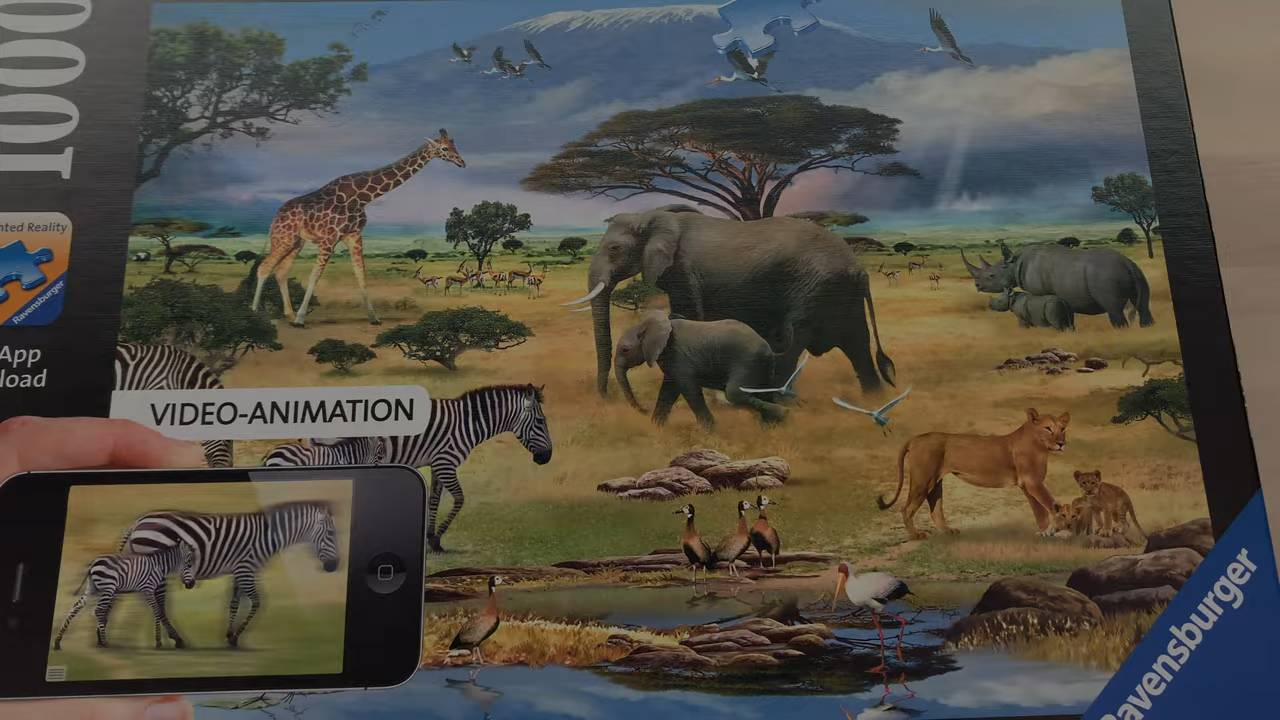 1000
nted Reality
Ravensburger
App
load
VIDEO-ANIMATION
Ravensburger